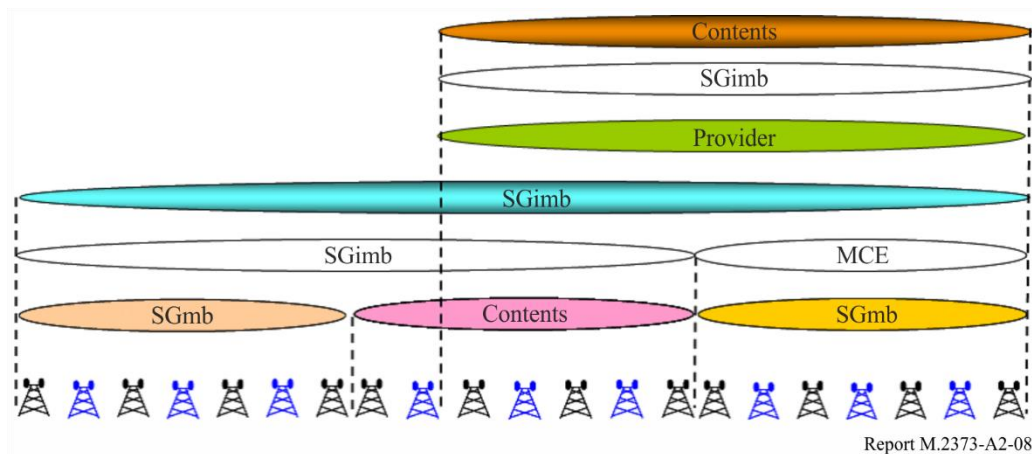 Contents
SGimb
Provider
SGimb
SGimb
MCE
SGmb
Contents
SGmb
Report M.2373-A2-08